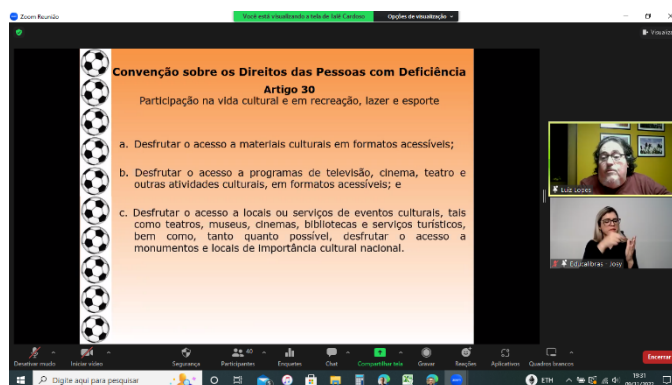 Zoom Reunião
Você está visualizando a tela de Falé Cardoso
Opções de visualização
Visualizar
Convenção sobre os Direitos das Pessoas com Deficiência
Artigo 30
Participação na vida cultural e em recreação, lazer e esporte
a. Desfrutar o acesso a materiais culturais em formatos acessíveis;
b. Desfrutar o acesso a programas de televisão, cinema, teatro e
outras atividades culturais, em formatos acessíveis; e
c. Desfrutar o acesso a locais ou serviços de eventos culturais, tais
como teatros, museus, cinemas, bibliotecas e serviços turísticos,
bem como, tanto quanto possível, desfrutar o acesso a
monumentos e locais de importância cultural nacional.
Luiz Lopes
Educalibras - Josy
Desativar mudo
Iniciar vídeo
Segurança
Participantes
40
Enquetes
Chat
Compartilhar tela
Gravar
Reações
Aplicativos
Quadros brancos
Encerrar
Digite aqui para pesquisar
ETH
19:31